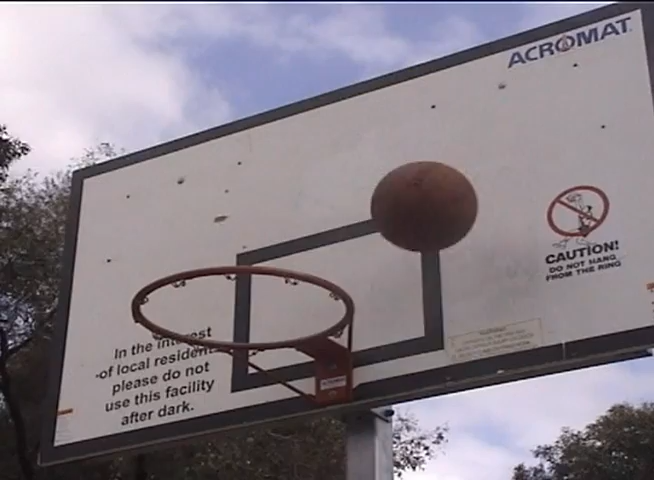 ACROMAT
CAUTION!
DO NOT HANG
FROM THE RING
In the interest
-of local residents
please do not
use this facility
after dark.